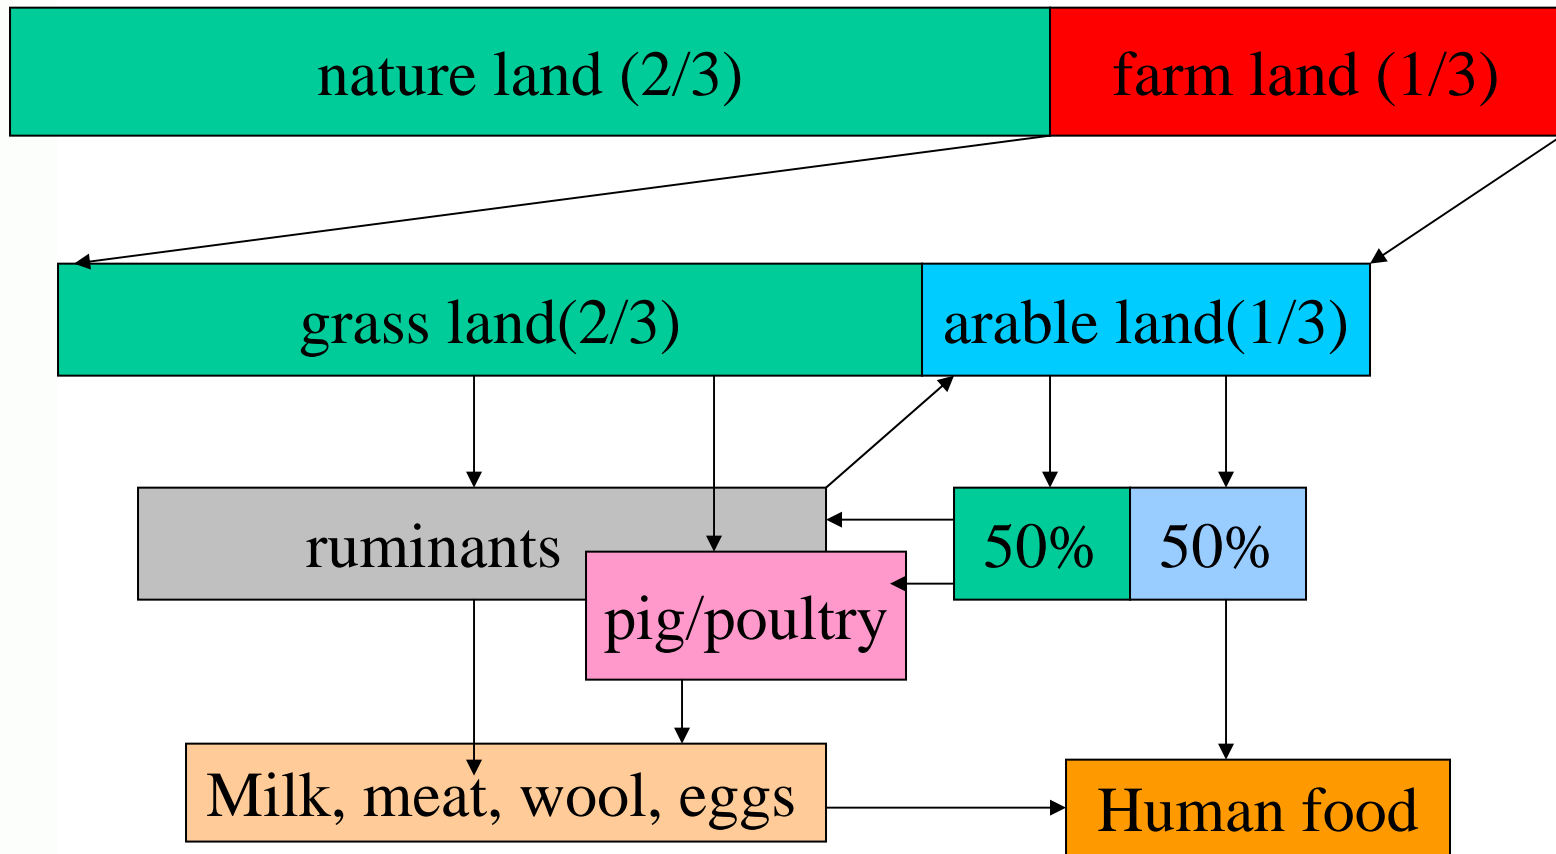 nature land (2/3)
farm land (1/3)
grass land(2/3)
arable land(1/3)
ruminants
50%
50%
pig/poultry
Milk, meat, wool, eggs
Human food